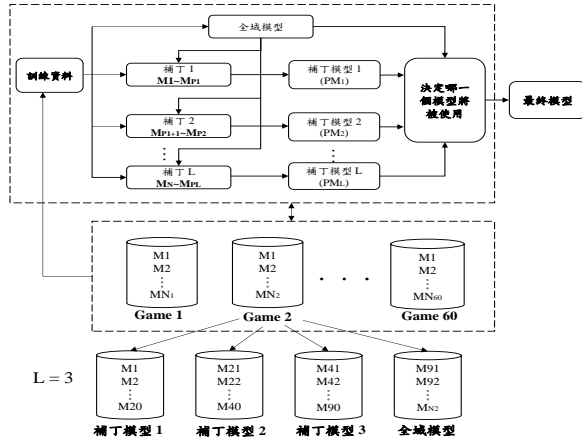 全域模型
訓練資料
補丁 1
M1~MP1
補丁模型 1
(PM1)
決定哪一
個模型將
被使用
最終模型
補丁 2
MP1+1~MP2
補丁模型 2
(PM2)
補丁 L
MN~MPL
補丁模型 L
(PML)
M1
M2
MN1
Game 1
M1
M2
MN2
Game 2
M1
M2
MN60
Game 60
L = 3
M1
M2
M20
補丁模型 1
M21
M22
M40
補丁模型 2
M41
M42
M90
補丁模型 3
M91
M92
MN2
全域模型